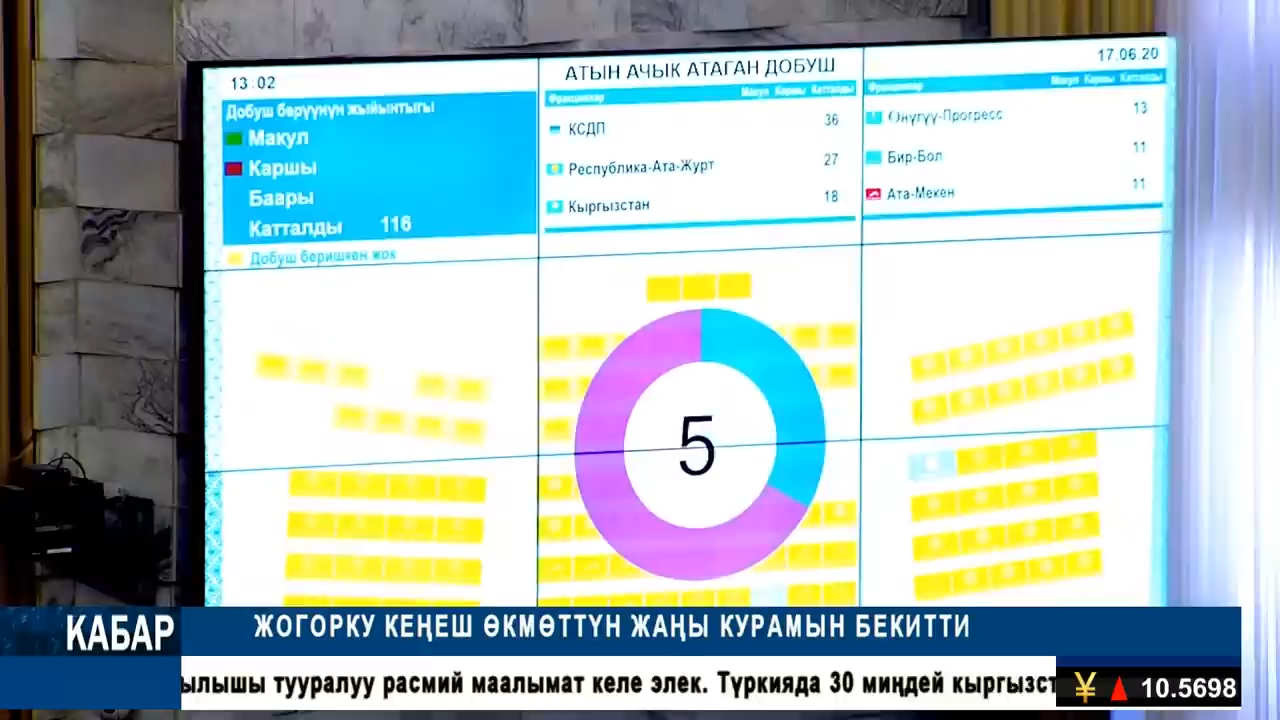 13:02
АТЫН АЧЫК АТАГАН ДОБУШ
17.06.20
Добуш берүүнүн жыйынтыгы
Макул
Каршы
Баары
Катталды 116
Добуш беришкен жок
Фракциялар Макул Каршы Катталды
КСДП 36
Республика-Ата-Журт 27
Кыргызстан 18
Фракциялар Макул Каршы Катталды
Өнүгүү-Прогресс 13
Бир-Бол 11
Ата-Мекен 11
5
КАБАР
ЖОГОРКУ КЕҢЕШ ӨКМӨТТҮН ЖАҢЫ КУРАМЫН БЕКИТТИ
ылышы тууралуу расмий маалымат келе элек. Түркияда 30 миңдей кыргызст
¥ ▲ 10.5698